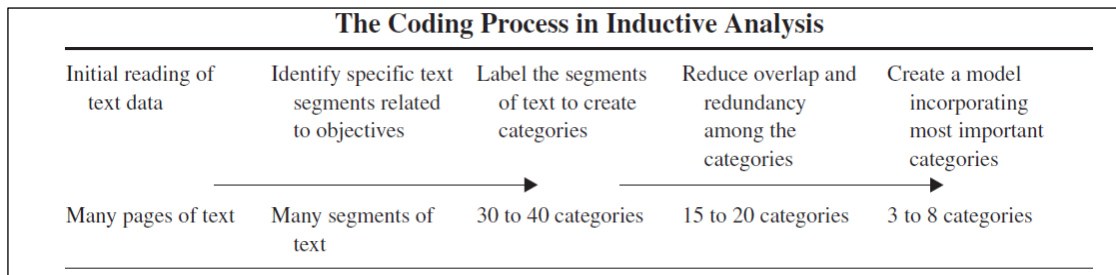 The Coding Process in Inductive Analysis
Initial reading of
text data
Identify specific text
segments related
to objectives
Label the segments
of text to create
categories
Reduce overlap and
redundancy
among the
categories
Create a model
incorporating
most important
categories
Many pages of text
Many segments of
text
30 to 40 categories
15 to 20 categories
3 to 8 categories